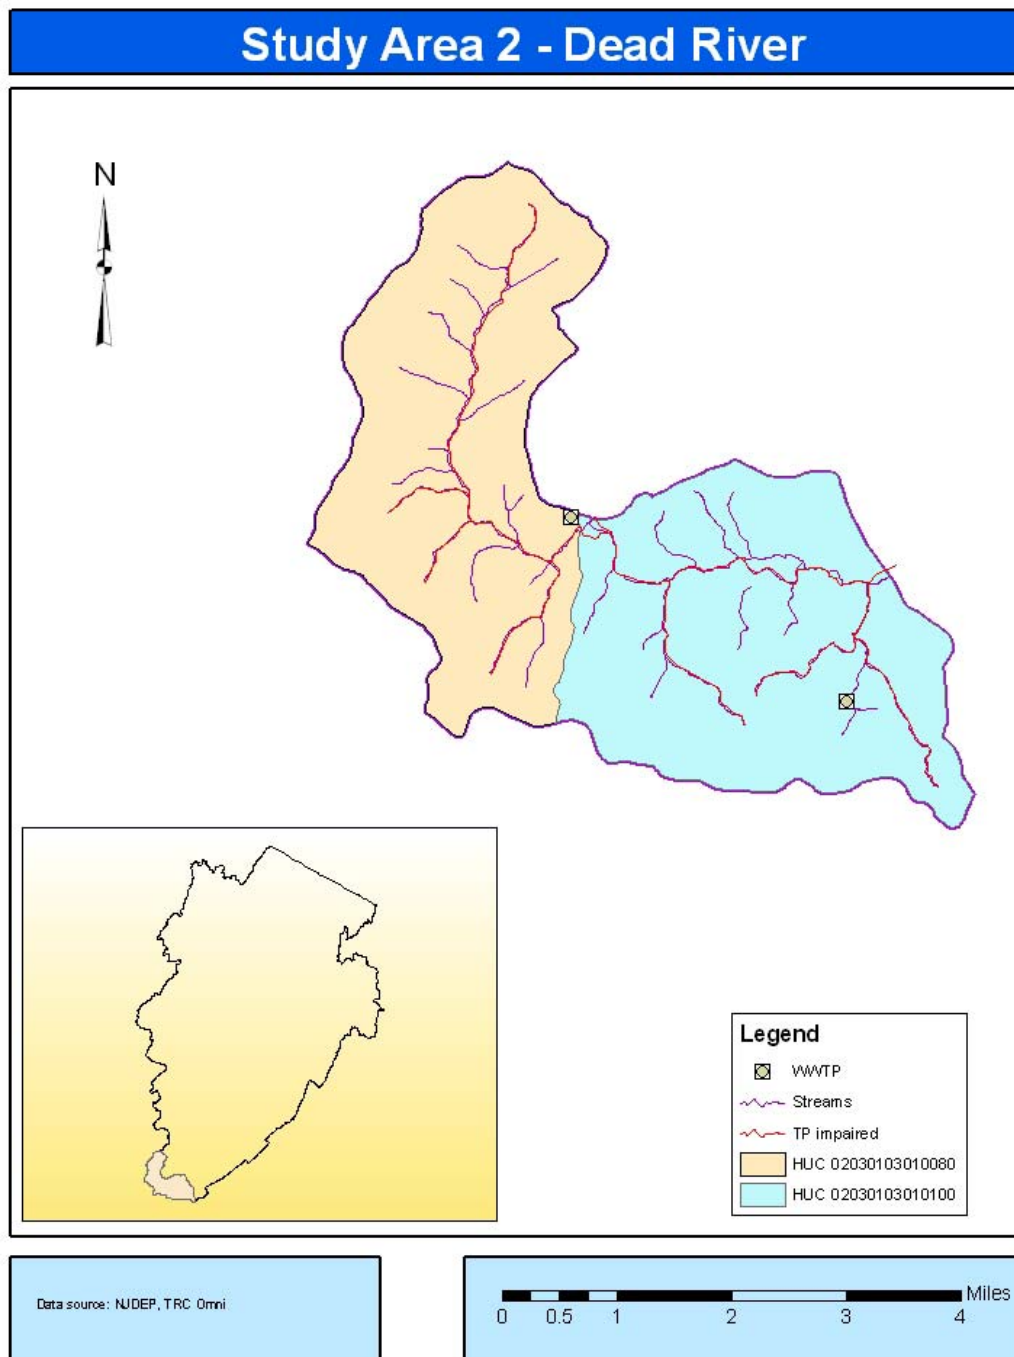 Study Area 2 - Dead River
N
Legend
WWTP
Streams
TP impaired
HUC 02030103010080
HUC 02030103010100
Data source: NJDEP, TRC Omni
Miles
0 0.5 1 2 3 4